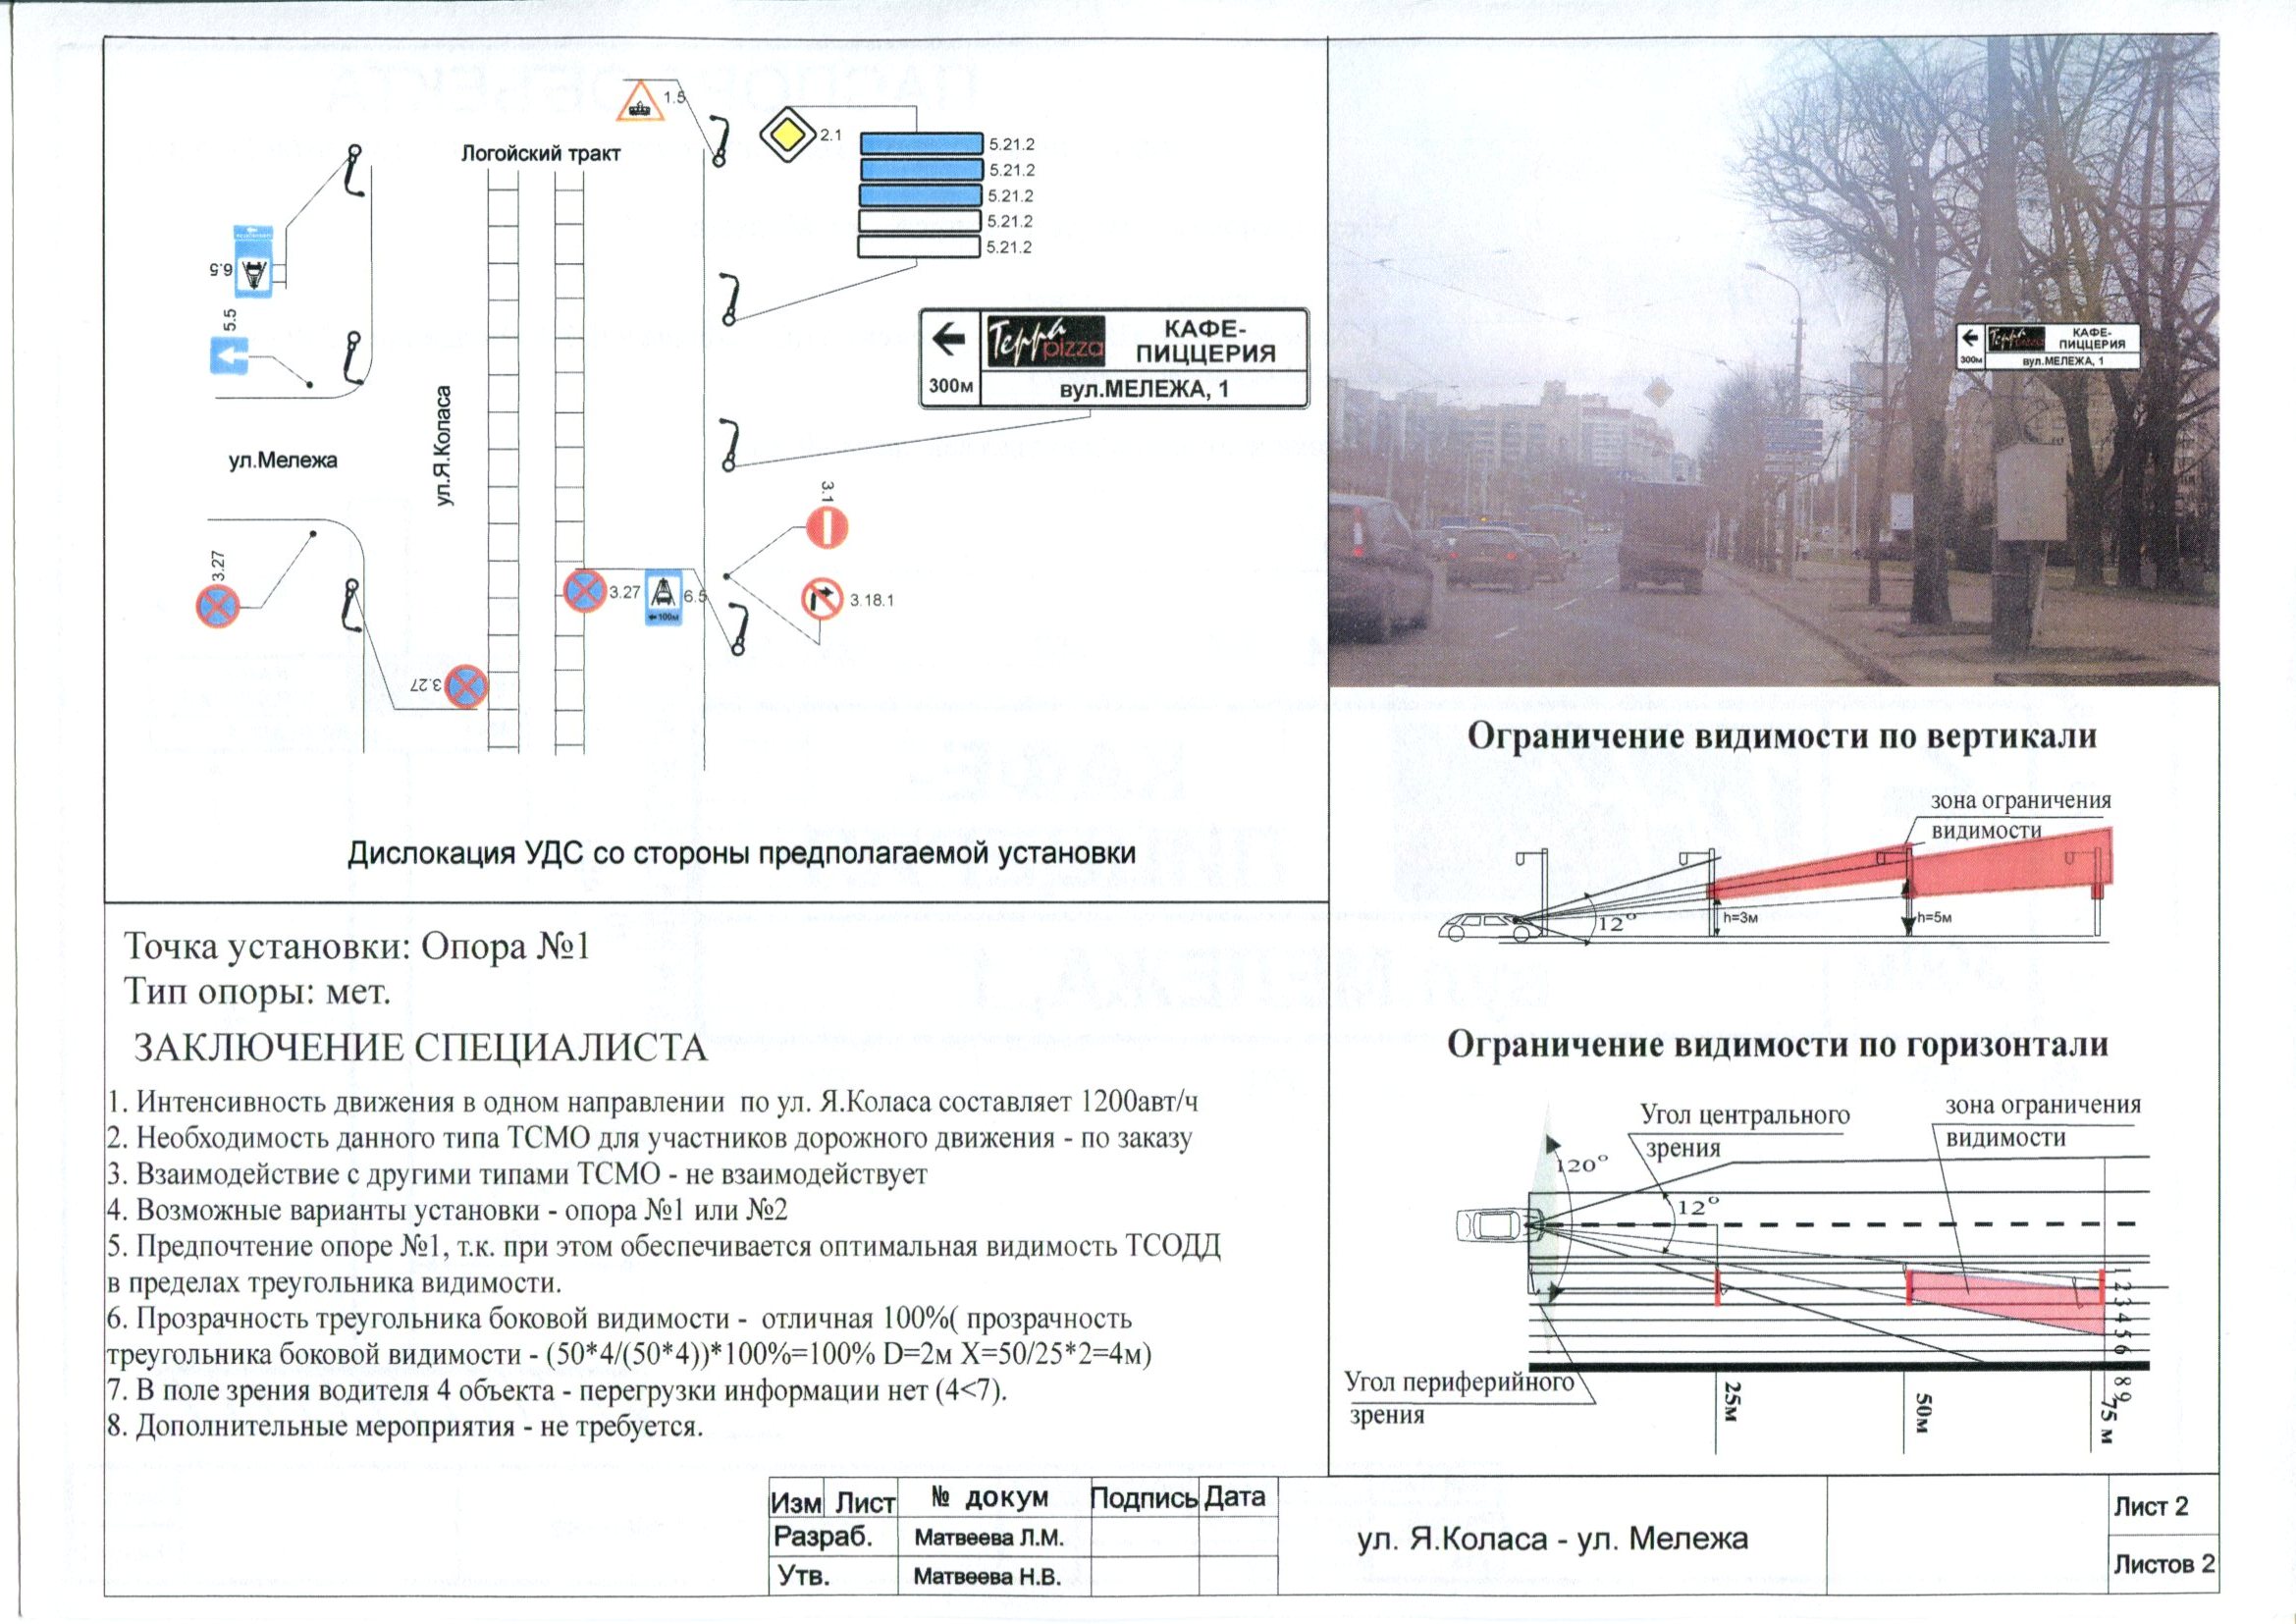 1.5
2.1
5.21.2
5.21.2
5.21.2
5.21.2
5.21.2
Логойский тракт
6.5
5.5
ул.Я.Коласа
ул.Мележа
Терра pizza
КАФЕ-
ПИЦЦЕРИЯ
300м
вул.МЕЛЕЖА, 1
3.1
3.18.1
3.27
3.27
6.5
100м
3.27
Дислокация УДС со стороны предполагаемой установки
Терра pizza
КАФЕ-
ПИЦЦЕРИЯ
300м
вул.МЕЛЕЖА, 1
Ограничение видимости по вертикали
зона ограничения
видимости
12°
h=3м
h=5м
Ограничение видимости по горизонтали
Угол центрального
зрения
зона ограничения
видимости
120°
12°
1 2 3 4 5 6
8 9
Угол периферийного
зрения
25м
50м
75 м
Точка установки: Опора №1
Тип опоры: мет.
ЗАКЛЮЧЕНИЕ СПЕЦИАЛИСТА
1. Интенсивность движения в одном направлении по ул. Я.Коласа составляет 1200авт/ч
2. Необходимость данного типа ТСМО для участников дорожного движения - по заказу
3. Взаимодействие с другими типами ТСМО - не взаимодействует
4. Возможные варианты установки - опора №1 или №2
5. Предпочтение опоре №1, т.к. при этом обеспечивается оптимальная видимость ТСОДД
в пределах треугольника видимости.
6. Прозрачность треугольника боковой видимости - отличная 100%( прозрачность
треугольника боковой видимости - (50*4/(50*4))*100%=100% D=2м X=50/25*2=4м)
7. В поле зрения водителя 4 объекта - перегрузки информации нет (4<7).
8. Дополнительные мероприятия - не требуется.
Изм Лист № докум Подпись Дата
Разраб. Матвеева Л.М.
Утв. Матвеева Н.В.
ул. Я.Коласа - ул. Мележа
Лист 2
Листов 2